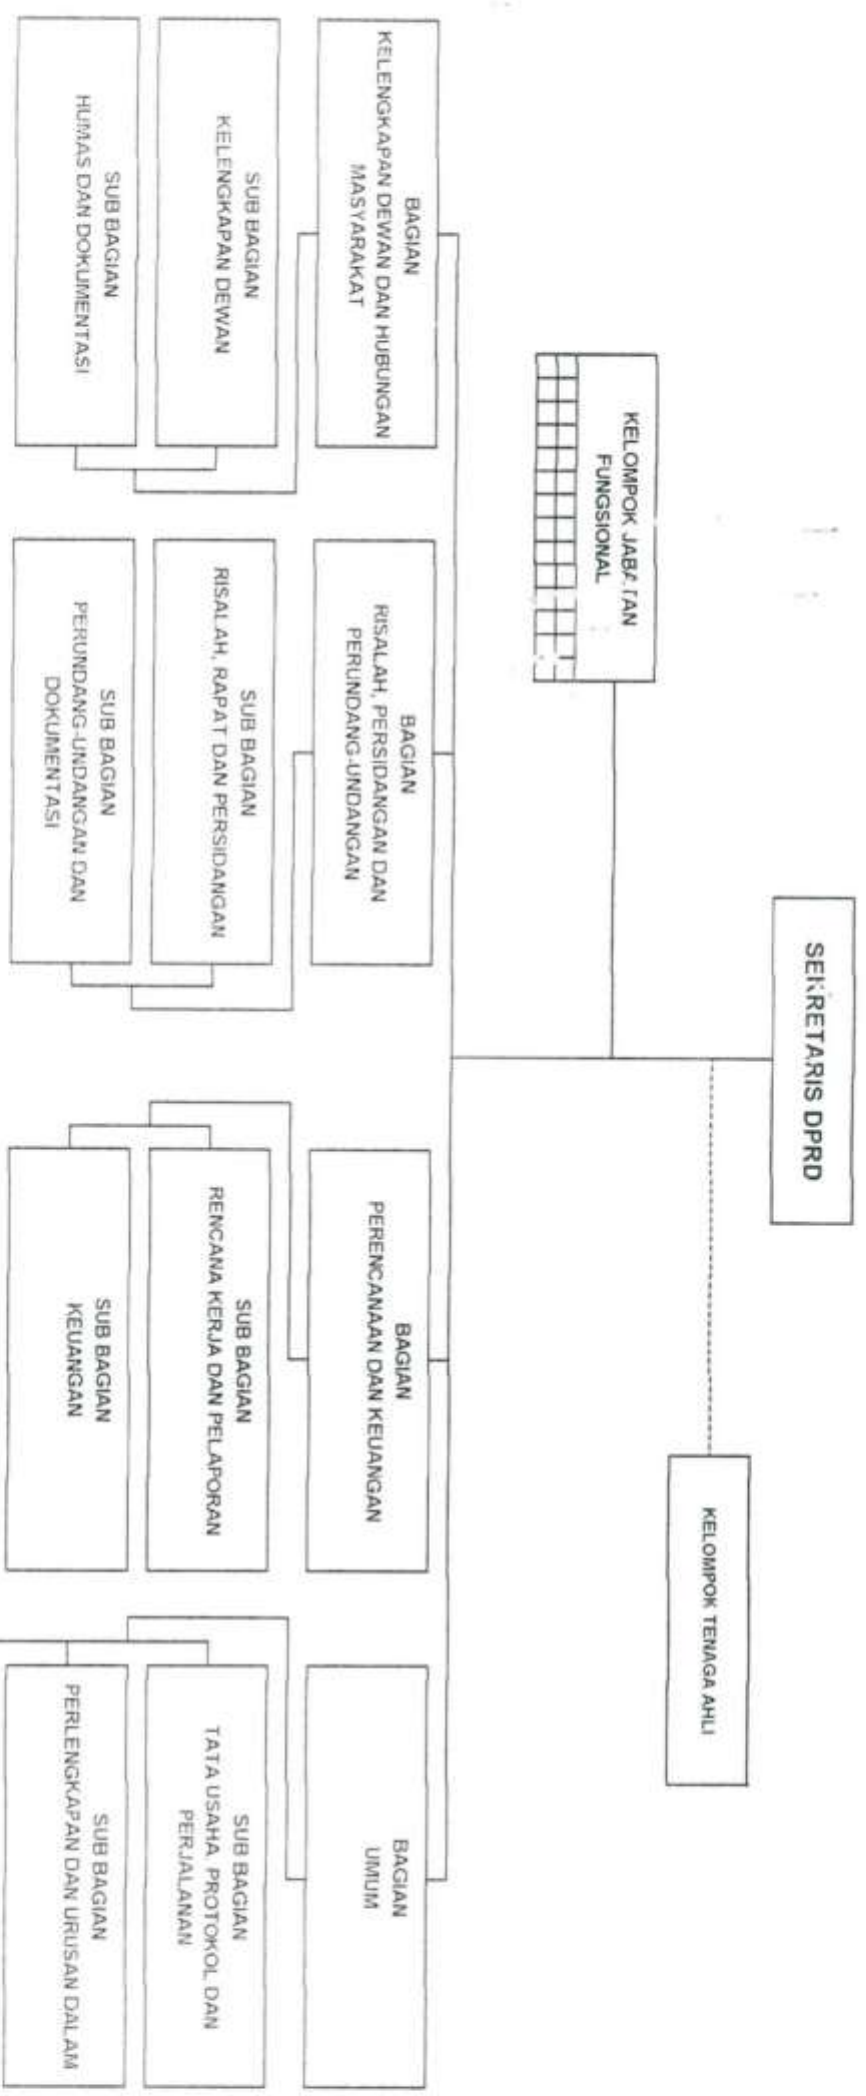 SEKRETARIS DPRD
KELOMPOK JABATAN
FUNGSIONAL
KELOMPOK TENAGA AHLI
BAGIAN
KELENGKAPAN DEWAN DAN HUBUNGAN
MASYARAKAT
SUB BAGIAN
KELENGKAPAN DEWAN
SUB BAGIAN
HUMAS DAN DOKUMENTASI
BAGIAN
RISALAH, PERSIDANGAN DAN
PERUNDANG-UNDANGAN
SUB BAGIAN
RISALAH, RAPAT DAN PERSIDANGAN
SUB BAGIAN
PERUNDANG-UNDANGAN DAN
DOKUMENTASI
BAGIAN
PERENCANAAN DAN KEUANGAN
SUB BAGIAN
RENCANA KERJA DAN PELAPORAN
SUB BAGIAN
KEUANGAN
BAGIAN
UMUM
SUB BAGIAN
TATA USAHA, PROTOKOL DAN
PERJALANAN
SUB BAGIAN
PERLENGKAPAN DAN URUSAN DALAM